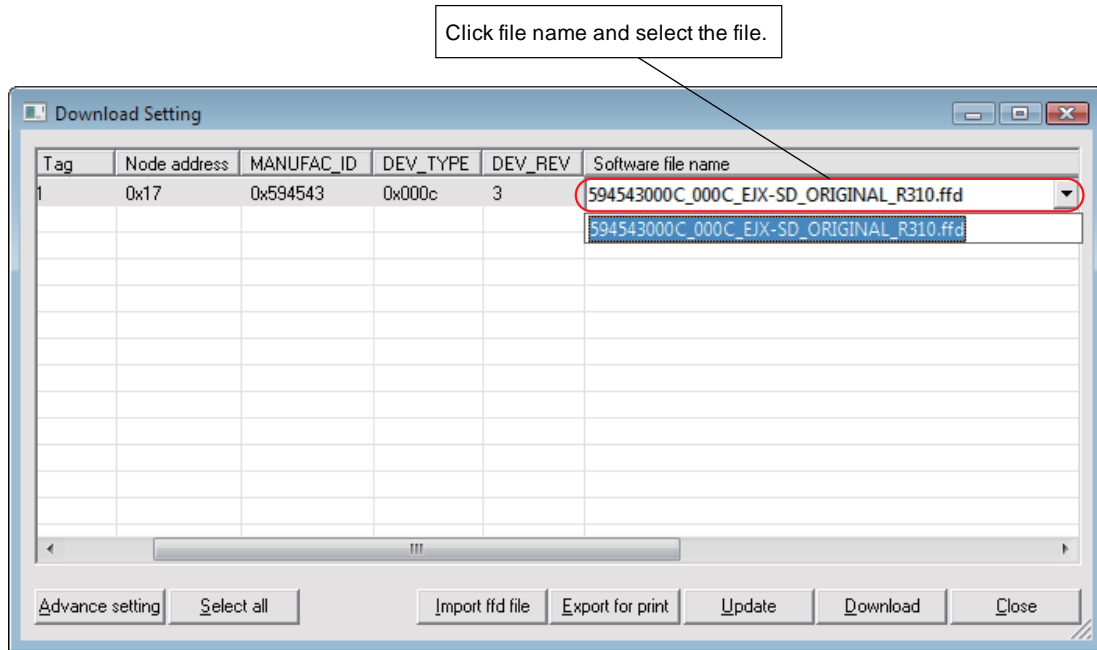 Click file name and select the file.
Download Setting
Tag Node address MANUFAC_ID DEV_TYPE DEV_REV Software file name
1 0x17 0x594543 0x000c 3 594543000C_000C_EJX-SD_ORIGINAL_R310.ffd
594543000C_000C_EJX-SD_ORIGINAL_R310.ffd
Advance setting Select all Import ffd file Export for print Update Download Close